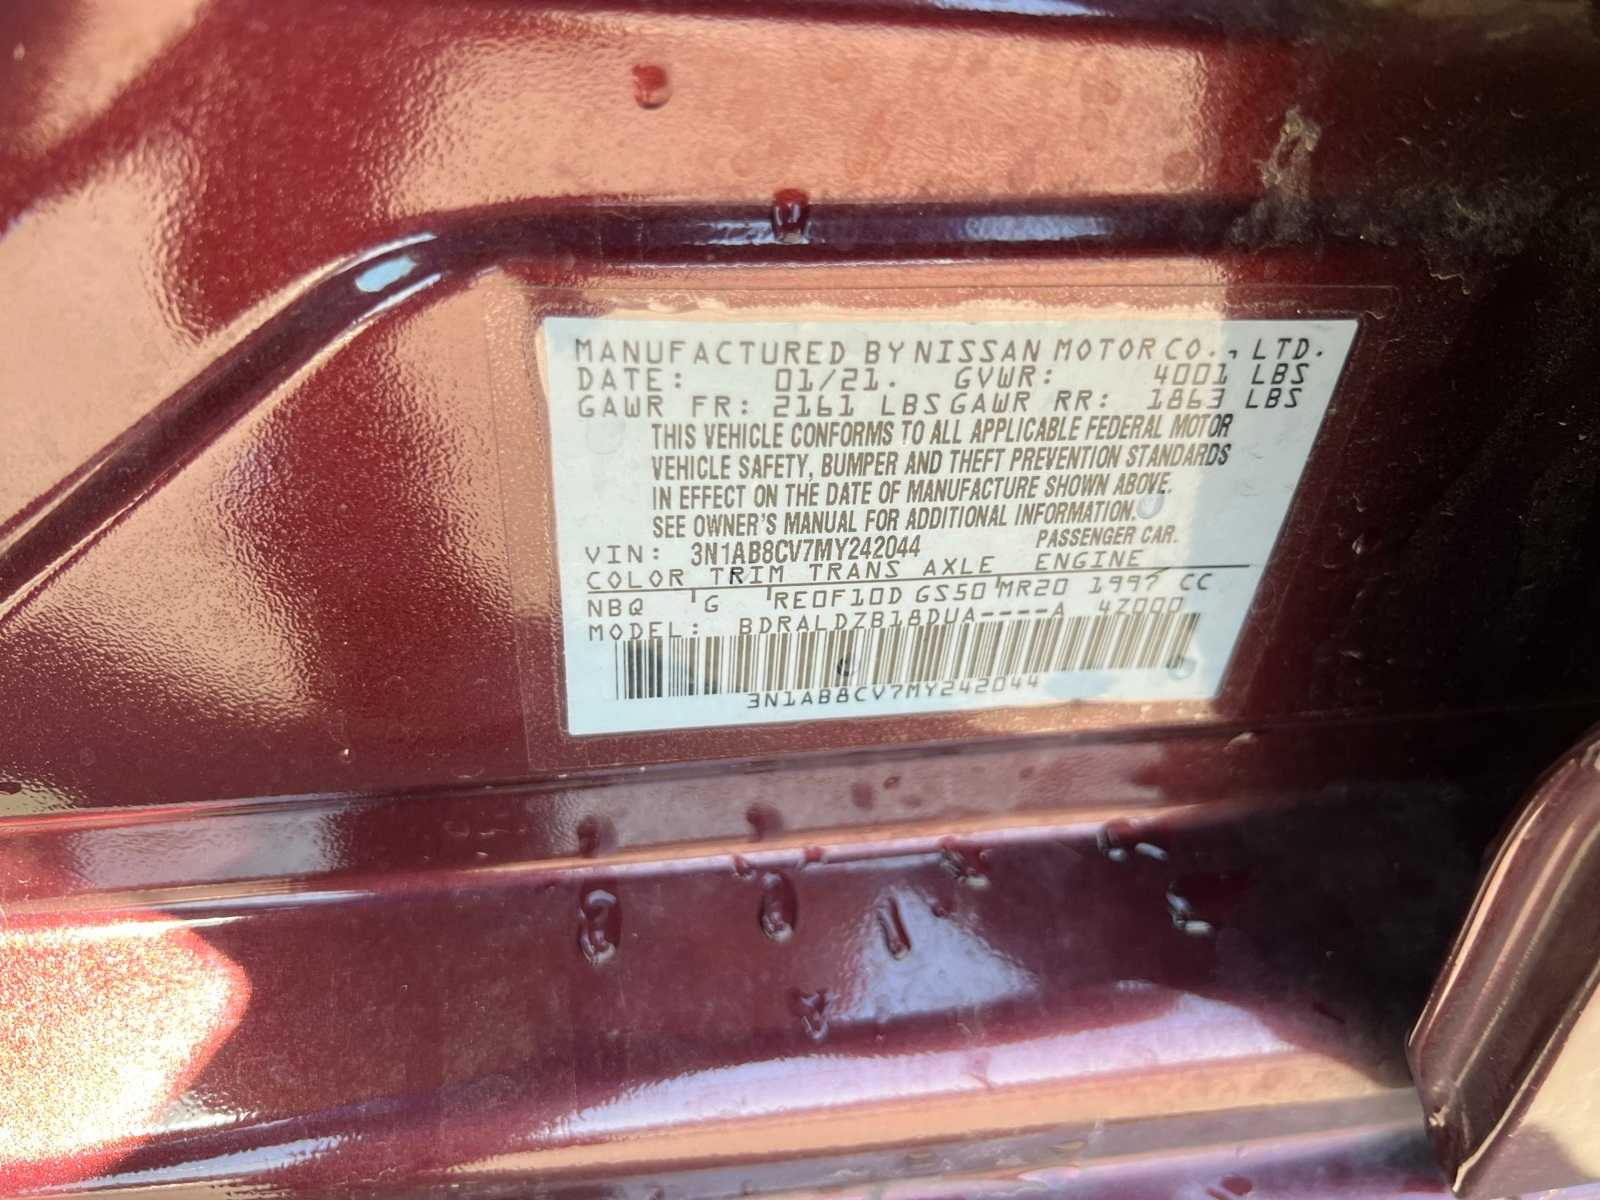 MANUFACTURED BY NISSAN MOTOR CO., LTD.
DATE: 01/21. GVWR: 4001 LBS
GAWR FR: 2161 LBS GAWR RR: 1863 LBS
THIS VEHICLE CONFORMS TO ALL APPLICABLE FEDERAL MOTOR
VEHICLE SAFETY, BUMPER AND THEFT PREVENTION STANDARDS
IN EFFECT ON THE DATE OF MANUFACTURE SHOWN ABOVE.
SEE OWNER'S MANUAL FOR ADDITIONAL INFORMATION.
VIN: 3N1AB8CV7MY242044 PASSENGER CAR.
COLOR TRIM TRANS AXLE ENGINE
NBQ G RE0F10D GS50 MR20 1997 CC
MODEL: BDRALDZB18DUA----A 4Z000
3N1AB8CV7MY242044